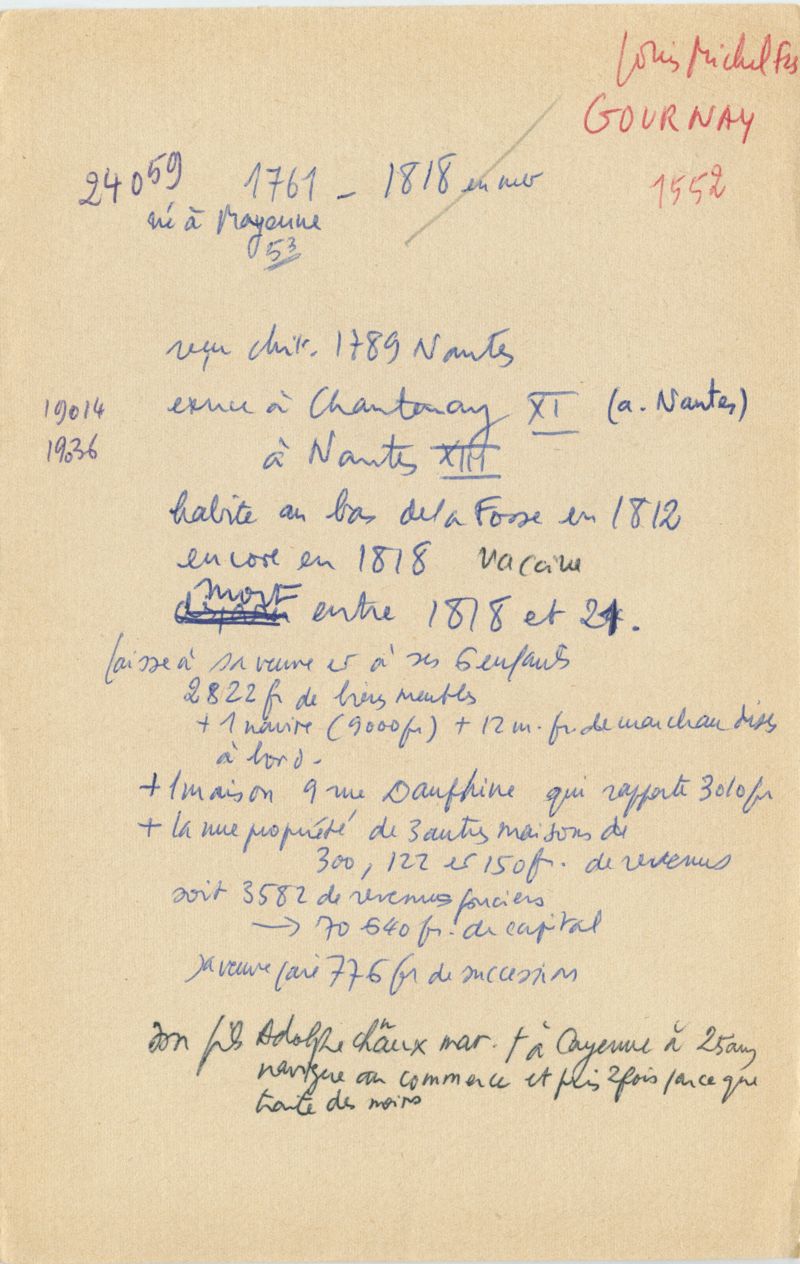 Louis Michel Frs
GOURNAY
1552
24059 1761 - 1818 en mer
né à Mayenne
53
reçu chir. 1789 Nantes
19014
19036
exerce à Chantenay XI (a. Nantes)
à Nantes XIII
habite au bas de la Fosse en 1812
encore en 1818 vaccine
mort entre 1818 et 21.
laisse à sa veuve et à ses 6 enfants
2822 fr de biens meubles
+ 1 navire (9000 fr) + 12 m. fr. de marchandises
à bord.
+ 1 maison 9 rue Dauphine qui rapporte 3010 fr
+ la nue propriété de 3 autres maisons de
300, 122 et 150 fr. de revenus
soit 3582 de revenus fonciers
→ 70 640 fr. de capital
sa veuve paie 776 fr de succession
son fils Adolphe mar. † à Cayenne à 25 ans
navigue au commerce et pris 2 fois parce que
traite des noirs